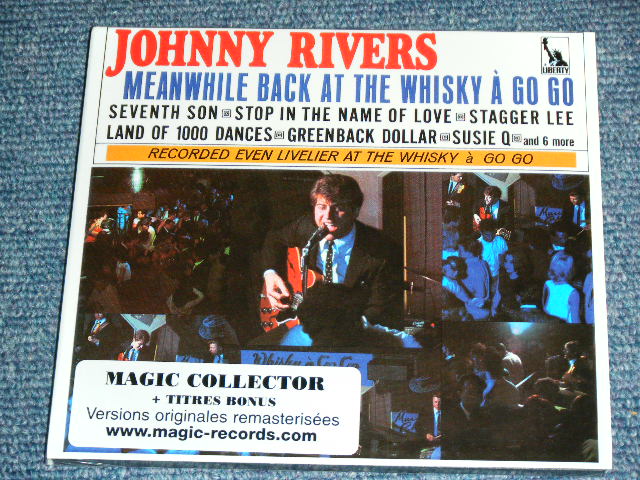 JOHNNY RIVERS
LIBERTY
MEANWHILE BACK AT THE WHISKY À GO GO
SEVENTH SON STOP IN THE NAME OF LOVE STAGGER LEE
LAND OF 1000 DANCES GREENBACK DOLLAR SUSIE Q and 6 more
RECORDED EVEN LIVELIER AT THE WHISKY à GO GO
Whisky à Go Go
MAGIC COLLECTOR
+ TITRES BONUS
Versions originales remasterisées
www.magic-records.com